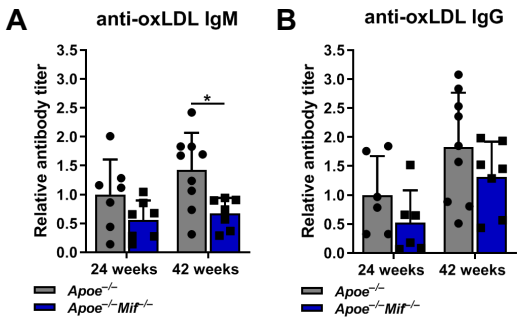 A
anti-oxLDL IgM
Relative antibody titer
3.5
3.0
2.5
2.0
1.5
1.0
0.5
0.0
*
24 weeks 42 weeks
Apoe⁻/⁻
Apoe⁻/⁻Mif⁻/⁻
B
anti-oxLDL IgG
Relative antibody titer
3.5
3.0
2.5
2.0
1.5
1.0
0.5
0.0
24 weeks 42 weeks
Apoe⁻/⁻
Apoe⁻/⁻Mif⁻/⁻